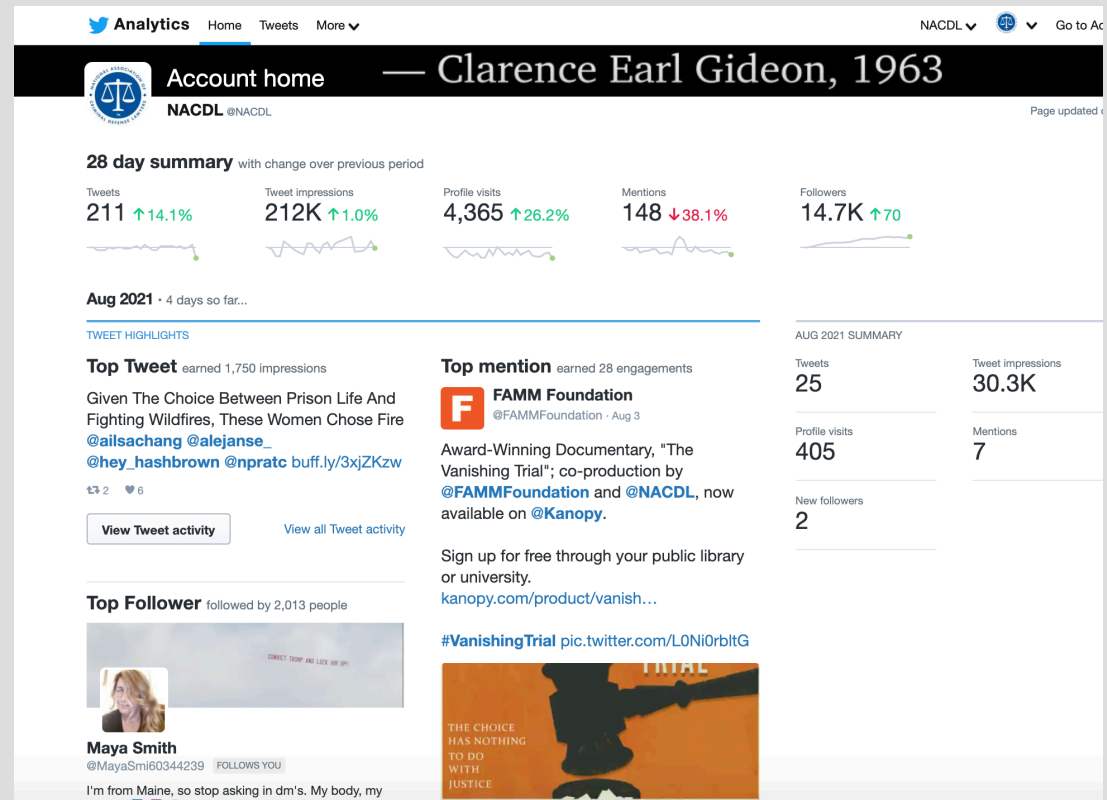 Analytics Home Tweets More NACDL Go to Ac
Account home — Clarence Earl Gideon, 1963
NACDL @NACDL
Page updated
28 day summary with change over previous period
Tweets
211 ↑14.1%
Tweet impressions
212K ↑1.0%
Profile visits
4,365 ↑26.2%
Mentions
148 ↓38.1%
Followers
14.7K ↑70
Aug 2021 • 4 days so far...
TWEET HIGHLIGHTS
Top Tweet earned 1,750 impressions
Given The Choice Between Prison Life And
Fighting Wildfires, These Women Chose Fire
@ailsachang @alejanse_
@hey_hashbrown @npratc buff.ly/3xjZKzw
2 6
View Tweet activity View all Tweet activity
Top Follower followed by 2,013 people
CONVICT TRUMP AND LOCK HIM UP!
Maya Smith
@MayaSmi60344239 FOLLOWS YOU
I'm from Maine, so stop asking in dm's. My body, my
Top mention earned 28 engagements
F FAMM Foundation
@FAMMFoundation · Aug 3
Award-Winning Documentary, "The
Vanishing Trial"; co-production by
@FAMMFoundation and @NACDL, now
available on @Kanopy.
Sign up for free through your public library
or university.
kanopy.com/product/vanish…
#VanishingTrial pic.twitter.com/L0Ni0rbltG
TRIAL
THE CHOICE
HAS NOTHING
TO DO
WITH
JUSTICE
AUG 2021 SUMMARY
Tweets
25
Tweet impressions
30.3K
Profile visits
405
Mentions
7
New followers
2